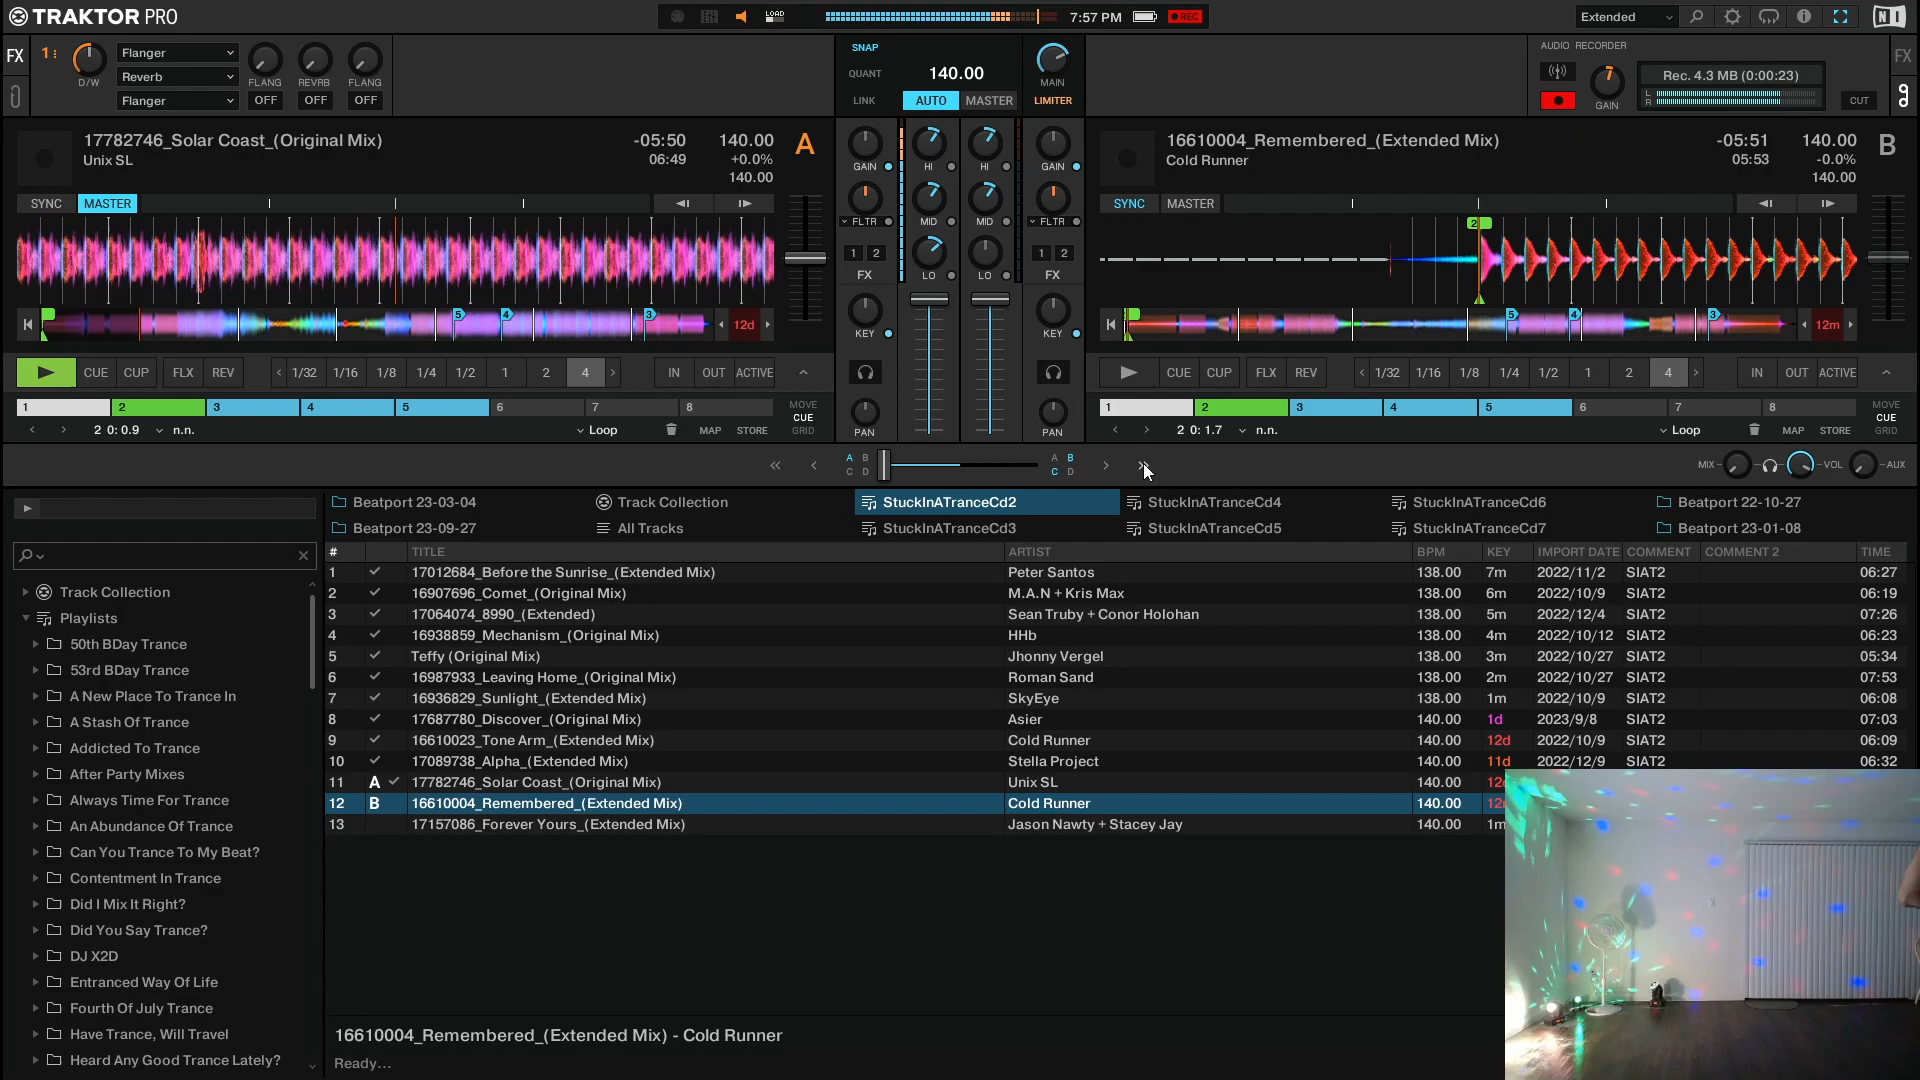 TRAKTOR PRO
LOAD
7:57 PM
REC
Extended
FX
1
D/W
Flanger
Reverb
Flanger
FLANG
REVRB
FLANG
OFF
OFF
OFF
SNAP
QUANT
140.00
LINK
AUTO
MASTER
MAIN
LIMITER
AUDIO RECORDER
GAIN
Rec. 4.3 MB (0:00:23)
L
R
CUT
FX
17782746_Solar Coast_(Original Mix)
Unix SL
-05:50
06:49
140.00
+0.0%
140.00
A
SYNC
MASTER
5
4
3
12d
CUE
CUP
FLX
REV
1/32
1/16
1/8
1/4
1/2
1
2
4
IN
OUT
ACTIVE
1
2
3
4
5
6
7
8
MOVE
CUE
GRID
2 0: 0.9
n.n.
Loop
MAP
STORE
GAIN
HI
HI
GAIN
FLTR
MID
MID
FLTR
1 2
1 2
FX
LO
LO
FX
KEY
KEY
PAN
PAN
16610004_Remembered_(Extended Mix)
Cold Runner
-05:51
05:53
140.00
-0.0%
140.00
B
SYNC
MASTER
2
5
4
3
12m
CUE
CUP
FLX
REV
1/32
1/16
1/8
1/4
1/2
1
2
4
IN
OUT
ACTIVE
1
2
3
4
5
6
7
8
MOVE
CUE
GRID
2 0: 1.7
n.n.
Loop
MAP
STORE
A B
C D
A B
C D
MIX
VOL
AUX
Beatport 23-03-04
Track Collection
StuckInATranceCd2
StuckInATranceCd4
StuckInATranceCd6
Beatport 22-10-27
Beatport 23-09-27
All Tracks
StuckInATranceCd3
StuckInATranceCd5
StuckInATranceCd7
Beatport 23-01-08
# TITLE ARTIST BPM KEY IMPORT DATE COMMENT COMMENT 2 TIME
1 17012684_Before the Sunrise_(Extended Mix) Peter Santos 138.00 7m 2022/11/2 SIAT2 06:27
2 16907696_Comet_(Original Mix) M.A.N + Kris Max 138.00 6m 2022/10/9 SIAT2 06:19
3 17064074_8990_(Extended) Sean Truby + Conor Holohan 138.00 5m 2022/12/4 SIAT2 07:26
4 16938859_Mechanism_(Original Mix) HHb 138.00 4m 2022/10/12 SIAT2 06:23
5 Teffy (Original Mix) Jhonny Vergel 138.00 3m 2022/10/27 SIAT2 05:34
6 16987933_Leaving Home_(Original Mix) Roman Sand 138.00 2m 2022/10/27 SIAT2 07:53
7 16936829_Sunlight_(Extended Mix) SkyEye 138.00 1m 2022/10/9 SIAT2 06:08
8 17687780_Discover_(Original Mix) Asier 140.00 1d 2023/9/8 SIAT2 07:03
9 16610023_Tone Arm_(Extended Mix) Cold Runner 140.00 12d 2022/10/9 SIAT2 06:09
10 17089738_Alpha_(Extended Mix) Stella Project 140.00 11d 2022/12/9 SIAT2 06:32
11 A 17782746_Solar Coast_(Original Mix) Unix SL 140.00
12 B 16610004_Remembered_(Extended Mix) Cold Runner 140.00
13 17157086_Forever Yours_(Extended Mix) Jason Nawty + Stacey Jay 140.00
Track Collection
Playlists
50th BDay Trance
53rd BDay Trance
A New Place To Trance In
A Stash Of Trance
Addicted To Trance
After Party Mixes
Always Time For Trance
An Abundance Of Trance
Can You Trance To My Beat?
Contentment In Trance
Did I Mix It Right?
Did You Say Trance?
DJ X2D
Entranced Way Of Life
Fourth Of July Trance
Have Trance, Will Travel
Heard Any Good Trance Lately?
16610004_Remembered_(Extended Mix) - Cold Runner
Ready...